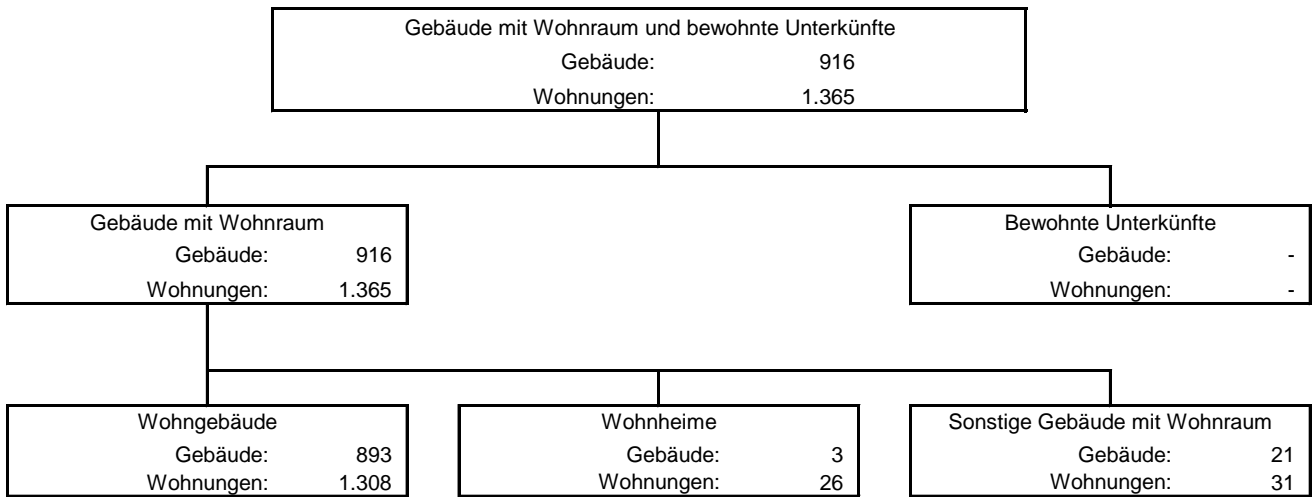 Gebäude mit Wohnraum und bewohnte Unterkünfte
Gebäude: 916
Wohnungen: 1.365
Gebäude mit Wohnraum
Gebäude: 916
Wohnungen: 1.365
Bewohnte Unterkünfte
Gebäude: -
Wohnungen: -
Wohngebäude
Gebäude: 893
Wohnungen: 1.308
Wohnheime
Gebäude: 3
Wohnungen: 26
Sonstige Gebäude mit Wohnraum
Gebäude: 21
Wohnungen: 31